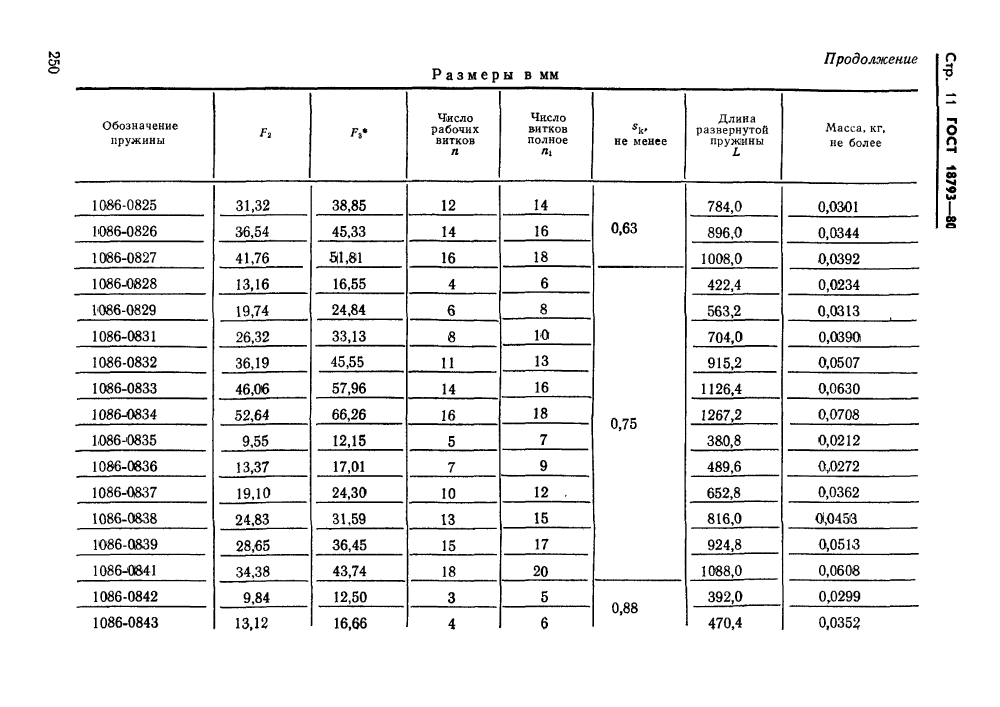 250
Стр. 11 ГОСТ 18793—80
Продолжение
Размеры в мм
Обозначение пружины | F₂ | F₃* | Число рабочих витков n | Число витков полное n₁ | sₖ, не менее | Длина развернутой пружины L | Масса, кг, не более
1086-0825 | 31,32 | 38,85 | 12 | 14 | 0,63 | 784,0 | 0,0301
1086-0826 | 36,54 | 45,33 | 14 | 16 | 896,0 | 0,0344
1086-0827 | 41,76 | 51,81 | 16 | 18 | 1008,0 | 0,0392
1086-0828 | 13,16 | 16,55 | 4 | 6 | 0,75 | 422,4 | 0,0234
1086-0829 | 19,74 | 24,84 | 6 | 8 | 563,2 | 0,0313
1086-0831 | 26,32 | 33,13 | 8 | 10 | 704,0 | 0,0390
1086-0832 | 36,19 | 45,55 | 11 | 13 | 915,2 | 0,0507
1086-0833 | 46,06 | 57,96 | 14 | 16 | 1126,4 | 0,0630
1086-0834 | 52,64 | 66,26 | 16 | 18 | 1267,2 | 0,0708
1086-0835 | 9,55 | 12,15 | 5 | 7 | 380,8 | 0,0212
1086-0836 | 13,37 | 17,01 | 7 | 9 | 489,6 | 0,0272
1086-0837 | 19,10 | 24,30 | 10 | 12 | 652,8 | 0,0362
1086-0838 | 24,83 | 31,59 | 13 | 15 | 816,0 | 0,0453
1086-0839 | 28,65 | 36,45 | 15 | 17 | 924,8 | 0,0513
1086-0841 | 34,38 | 43,74 | 18 | 20 | 1088,0 | 0,0608
1086-0842 | 9,84 | 12,50 | 3 | 5 | 0,88 | 392,0 | 0,0299
1086-0843 | 13,12 | 16,66 | 4 | 6 | 470,4 | 0,0352